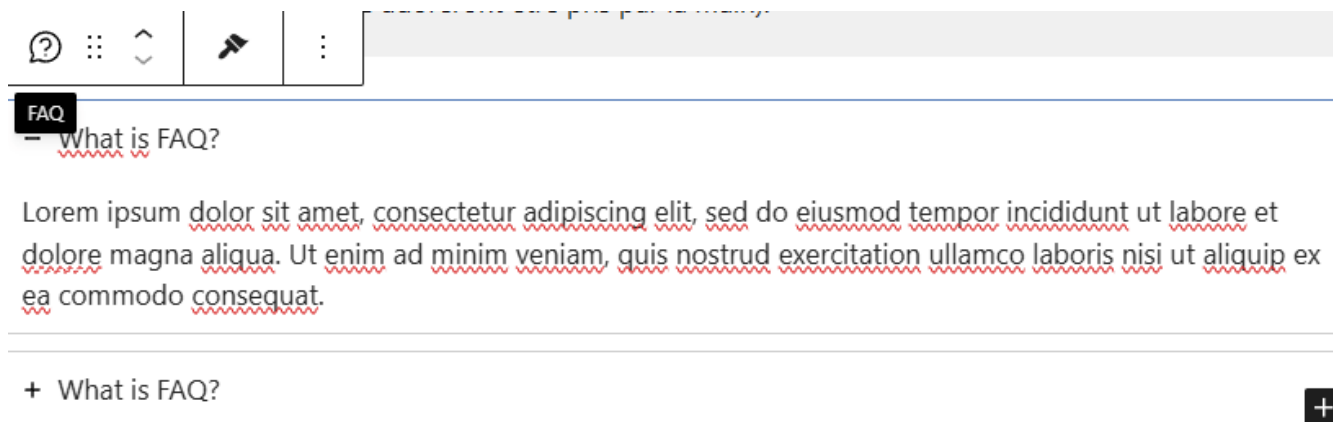 FAQ
What is FAQ?
Lorem ipsum dolor sit amet, consectetur adipiscing elit, sed do eiusmod tempor incididunt ut labore et
dolore magna aliqua. Ut enim ad minim veniam, quis nostrud exercitation ullamco laboris nisi ut aliquip ex
ea commodo consequat.
+ What is FAQ?